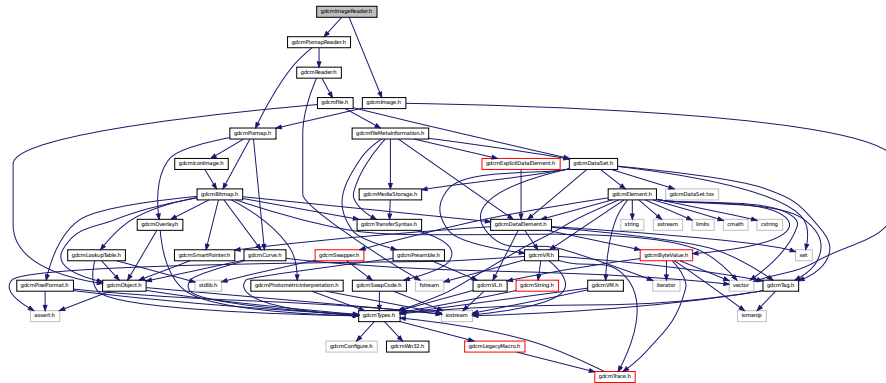 gdcmImageReader.h
gdcmPixmapReader.h
gdcmReader.h
gdcmFile.h
gdcmImage.h
gdcmPixmap.h
gdcmFileMetaInformation.h
gdcmIconImage.h
gdcmExplicitDataElement.h
gdcmDataSet.h
gdcmBitmap.h
gdcmMediaStorage.h
gdcmElement.h
gdcmDataSet.txx
gdcmOverlay.h
gdcmTransferSyntax.h
gdcmDataElement.h
string
sstream
limits
cmath
cstring
gdcmLookupTable.h
gdcmSmartPointer.h
gdcmCurve.h
gdcmSwapper.h
gdcmPreamble.h
gdcmVR.h
gdcmByteValue.h
set
gdcmPixelFormat.h
gdcmObject.h
stdlib.h
gdcmPhotometricInterpretation.h
gdcmSwapCode.h
fstream
gdcmVL.h
gdcmString.h
gdcmVM.h
iterator
vector
gdcmTag.h
assert.h
gdcmTypes.h
iostream
iomanip
gdcmConfigure.h
gdcmWin32.h
gdcmLegacyMacro.h
gdcmTrace.h